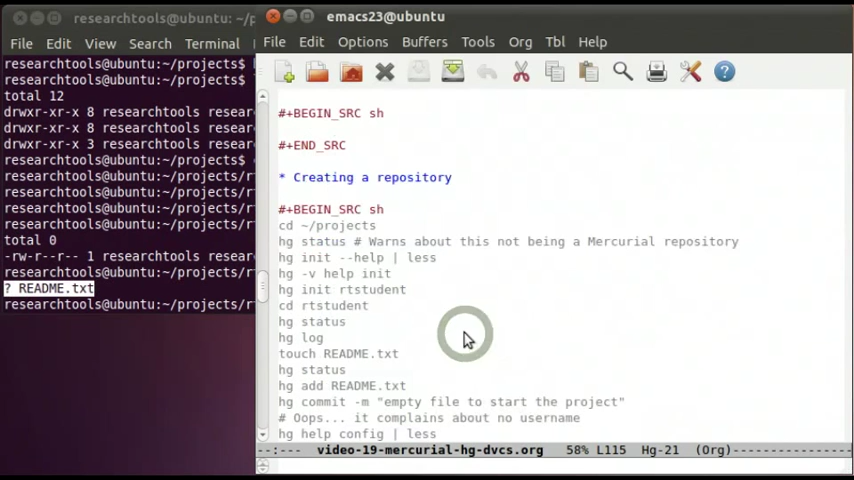 researchtools@ubuntu: ~/p
File Edit View Search Terminal
researchtools@ubuntu:~/projects$
researchtools@ubuntu:~/projects$
total 12
drwxr-xr-x 8 researchtools resear
drwxr-xr-x 8 researchtools resear
drwxr-xr-x 3 researchtools resear
researchtools@ubuntu:~/projects$
researchtools@ubuntu:~/projects/r
researchtools@ubuntu:~/projects/r
researchtools@ubuntu:~/projects/r
researchtools@ubuntu:~/projects/r
total 0
-rw-r--r-- 1 researchtools resear
researchtools@ubuntu:~/projects/r
? README.txt
researchtools@ubuntu:~/projects/r
emacs23@ubuntu
File Edit Options Buffers Tools Org Tbl Help
#+BEGIN_SRC sh
#+END_SRC
* Creating a repository
#+BEGIN_SRC sh
cd ~/projects
hg status # Warns about this not being a Mercurial repository
hg init --help | less
hg -v help init
hg init rtstudent
cd rtstudent
hg status
hg log
touch README.txt
hg status
hg add README.txt
hg commit -m "empty file to start the project"
# Oops... it complains about no username
hg help config | less
--:--- video-19-mercurial-hg-dvcs.org 58% L115 Hg-21 (Org)